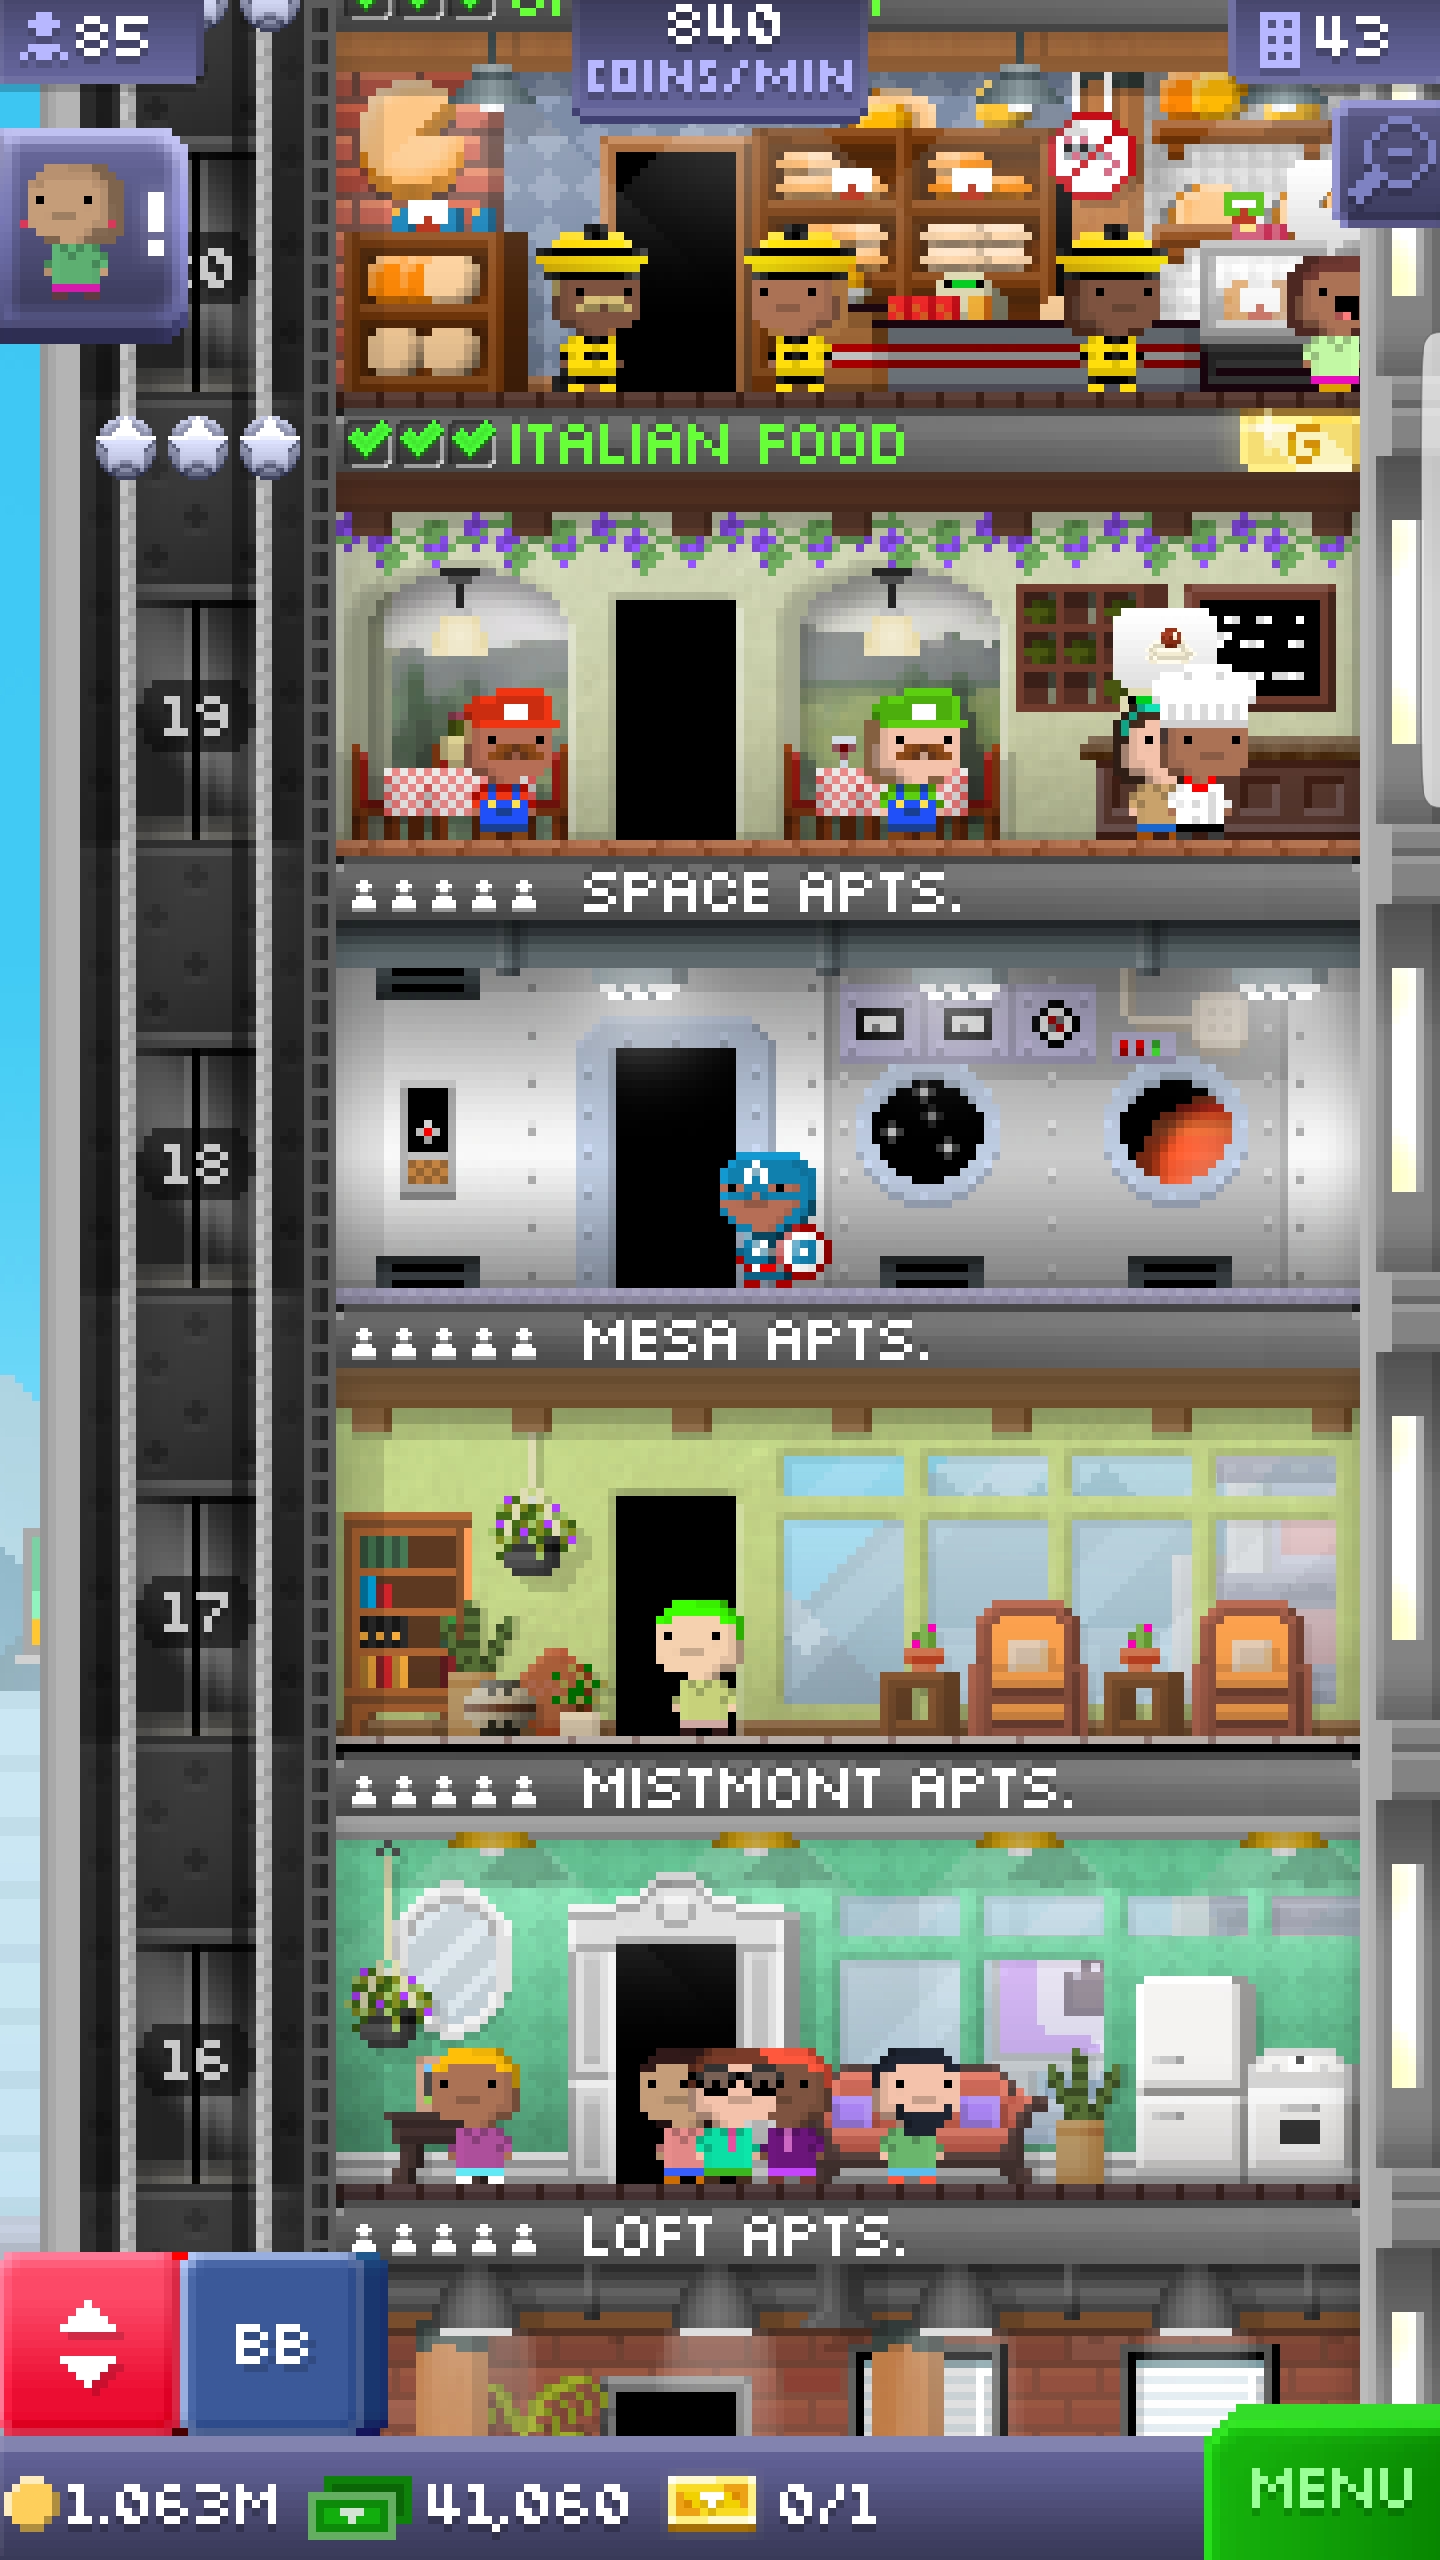 85
840
COINS/MIN
43
!
ITALIAN FOOD
G
19
SPACE APTS.
18
MESA APTS.
17
MISTMONT APTS.
16
LOFT APTS.
BB
MENU
1.063M
41,060
0/1